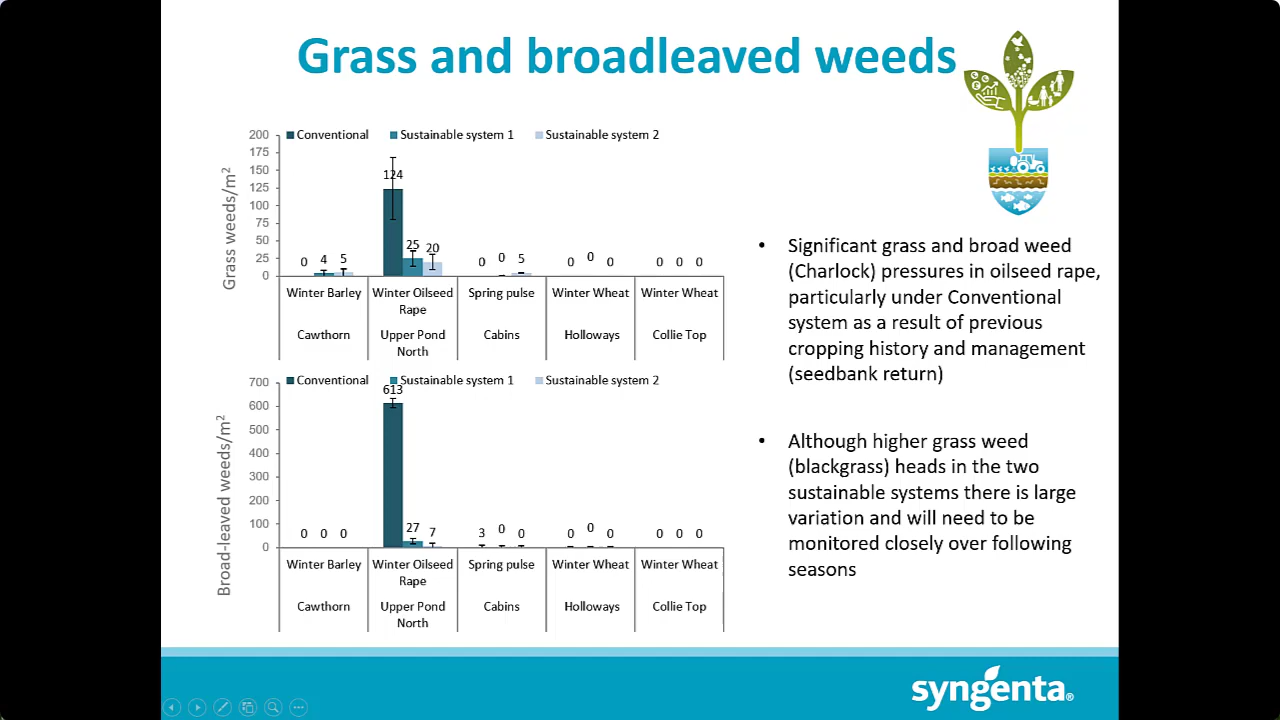 Grass and broadleaved weeds
Conventional Sustainable system 1 Sustainable system 2
Grass weeds/m²
200
175
150
125
100
75
50
25
0
0 4 5
124 25 20
0 0 5
0 0 0
0 0 0
Winter Barley Winter Oilseed Rape Spring pulse Winter Wheat Winter Wheat
Cawthorn Upper Pond North Cabins Holloways Collie Top
Conventional Sustainable system 1 Sustainable system 2
Broad-leaved weeds/m²
700
600
500
400
300
200
100
0
0 0 0
613 27 7
3 0 0
0 0 0
0 0 0
Winter Barley Winter Oilseed Rape Spring pulse Winter Wheat Winter Wheat
Cawthorn Upper Pond North Cabins Holloways Collie Top
• Significant grass and broad weed
(Charlock) pressures in oilseed rape,
particularly under Conventional
system as a result of previous
cropping history and management
(seedbank return)
• Although higher grass weed
(blackgrass) heads in the two
sustainable systems there is large
variation and will need to be
monitored closely over following
seasons
syngenta®